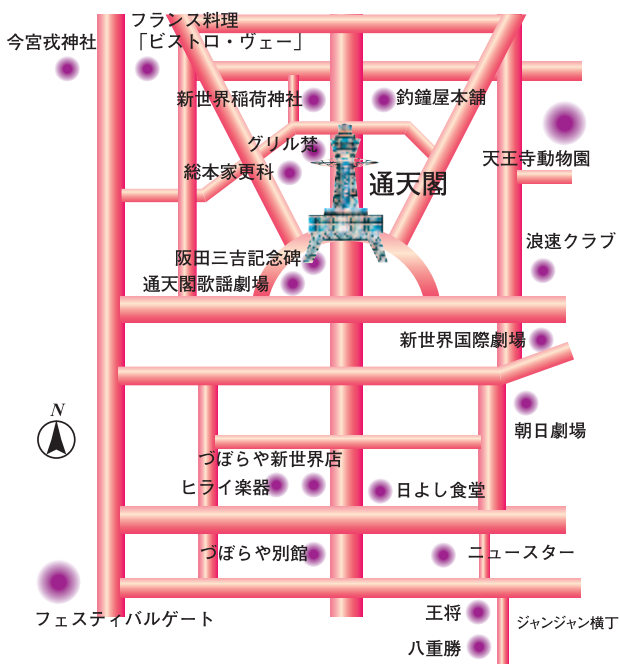 フランス料理
「ビストロ・ヴェー」
今宮戎神社
新世界稲荷神社
釣鐘屋本舗
グリル梵
天王寺動物園
総本家更科
通天閣
浪速クラブ
阪田三吉記念碑
通天閣歌謡劇場
新世界国際劇場
N
朝日劇場
づぼらや新世界店
ヒライ楽器
日よし食堂
づぼらや別館
ニュースター
フェスティバルゲート
王将
ジャンジャン横丁
八重勝